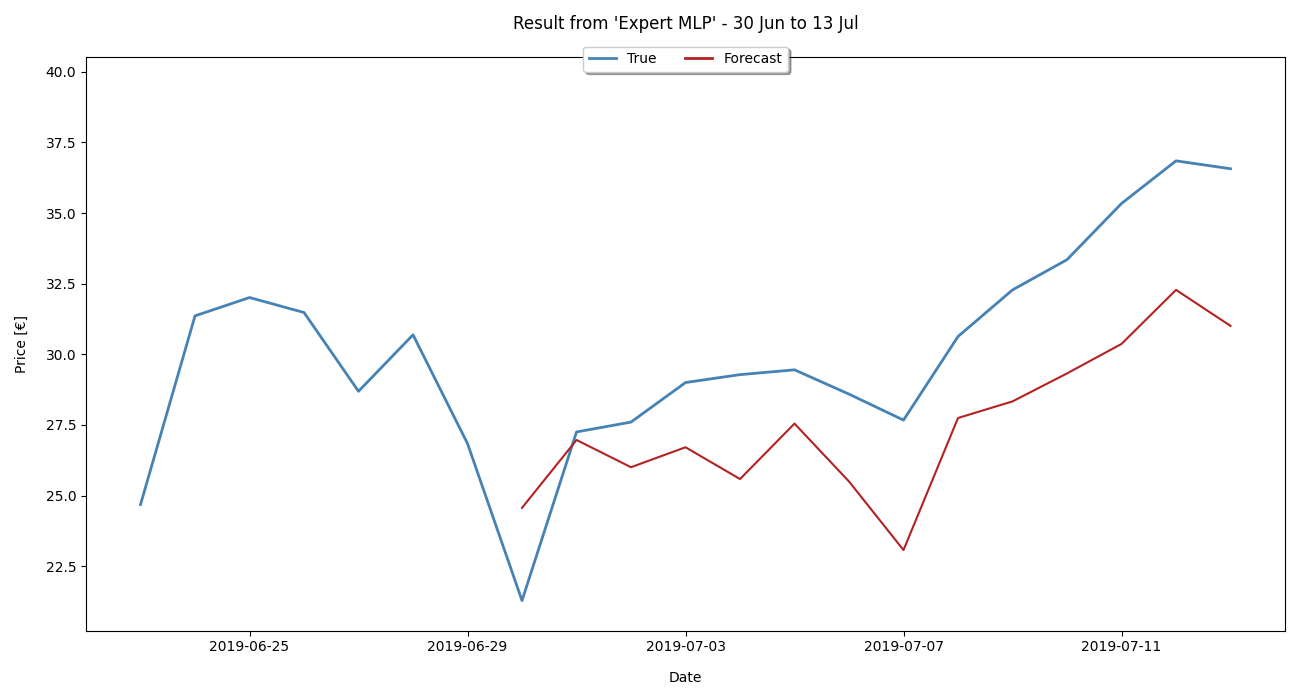 Result from 'Expert MLP' - 30 Jun to 13 Jul
True Forecast
40.0
37.5
35.0
32.5
30.0
27.5
25.0
22.5
Price [€]
2019-06-25 2019-06-29 2019-07-03 2019-07-07 2019-07-11
Date